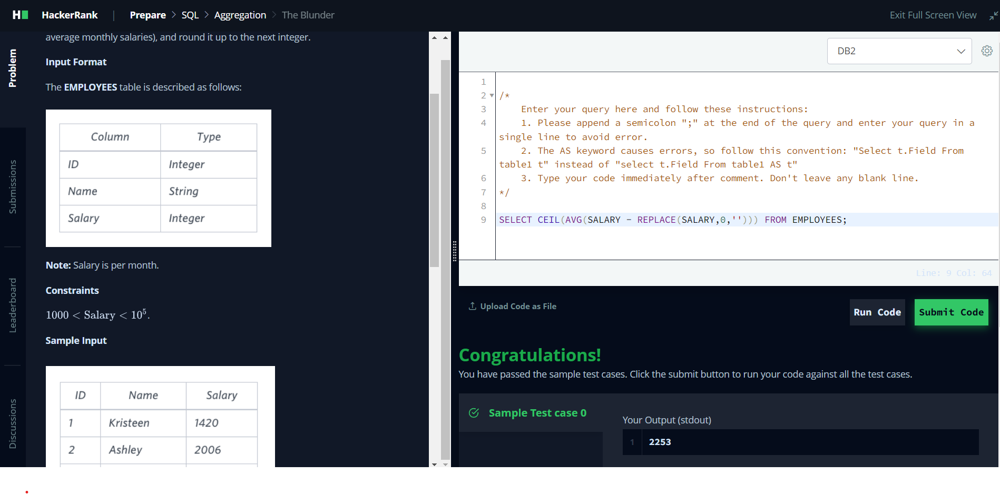 HackerRank | Prepare > SQL > Aggregation > The Blunder
Exit Full Screen View
Problem
Submissions
Leaderboard
Discussions
average monthly salaries), and round it up to the next integer.
Input Format
The EMPLOYEES table is described as follows:
Column Type
ID Integer
Name String
Salary Integer
Note: Salary is per month.
Constraints
1000 < Salary < 10⁵.
Sample Input
ID Name Salary
1 Kristeen 1420
2 Ashley 2006
DB2
1
2 /*
3 Enter your query here and follow these instructions:
4 1. Please append a semicolon ";" at the end of the query and enter your query in a
single line to avoid error.
5 2. The AS keyword causes errors, so follow this convention: "Select t.Field From
table1 t" instead of "select t.Field From table1 AS t"
6 3. Type your code immediately after comment. Don't leave any blank line.
7 */
8
9 SELECT CEIL(AVG(SALARY - REPLACE(SALARY,0,''))) FROM EMPLOYEES;
Line: 9 Col: 64
Upload Code as File
Run Code
Submit Code
Congratulations!
You have passed the sample test cases. Click the submit button to run your code against all the test cases.
Sample Test case 0
Your Output (stdout)
1 2253